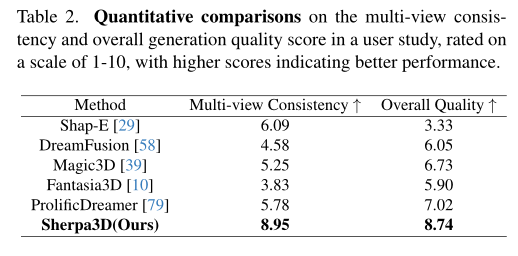 Table 2. Quantitative comparisons on the multi-view consis-
tency and overall generation quality score in a user study, rated on
a scale of 1-10, with higher scores indicating better performance.
Method Multi-view Consistency ↑ Overall Quality ↑
Shap-E [29] 6.09 3.33
DreamFusion [58] 4.58 6.05
Magic3D [39] 5.25 6.73
Fantasia3D [10] 3.83 5.90
ProlificDreamer [79] 5.78 7.02
Sherpa3D(Ours) 8.95 8.74